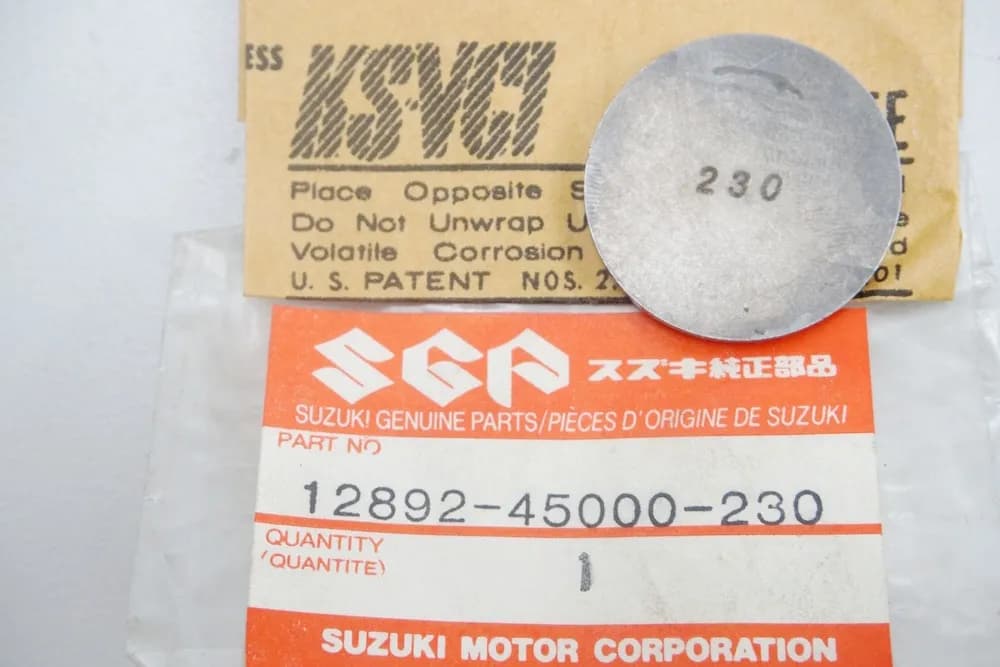 ESS
KSVCI
Place Opposite S
Do Not Unwrap U
Volatile Corrosion
U. S. PATENT NOS. 2.
01
230
SGP スズキ純正部品
SUZUKI GENUINE PARTS/PIÈCES D'ORIGINE DE SUZUKI
PART NO
12892-45000-230
QUANTITY
(QUANTITE)
1
SUZUKI MOTOR CORPORATION